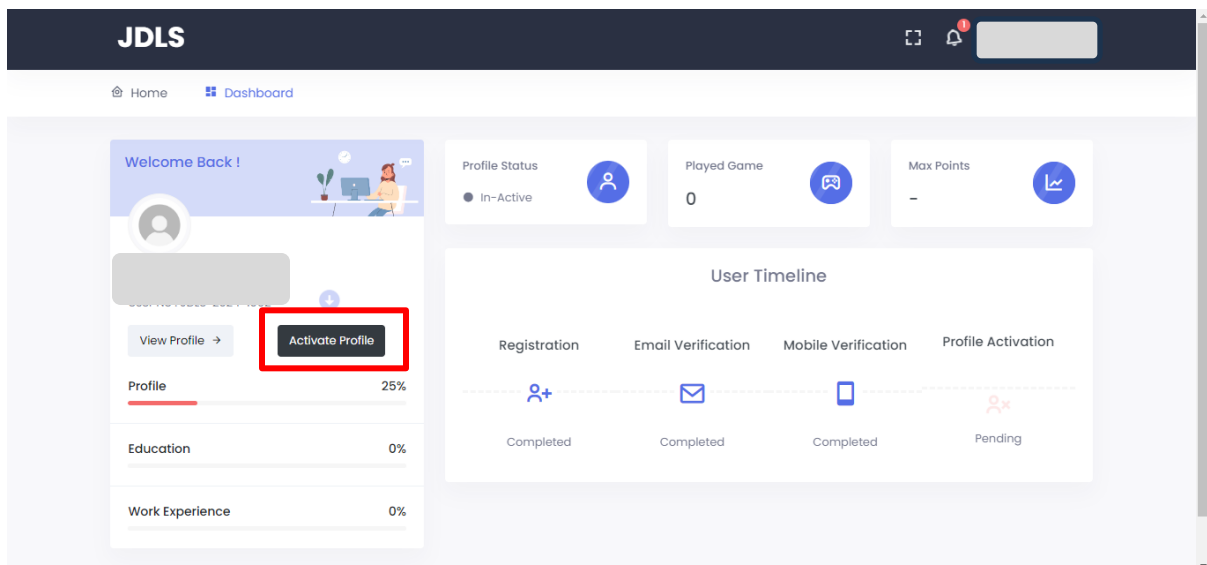 JDLS
1
Home
Dashboard
Welcome Back !
View Profile →
Activate Profile
Profile 25%
Education 0%
Work Experience 0%
Profile Status
In-Active
Played Game
0
Max Points
-
User Timeline
Registration
Completed
Email Verification
Completed
Mobile Verification
Completed
Profile Activation
Pending